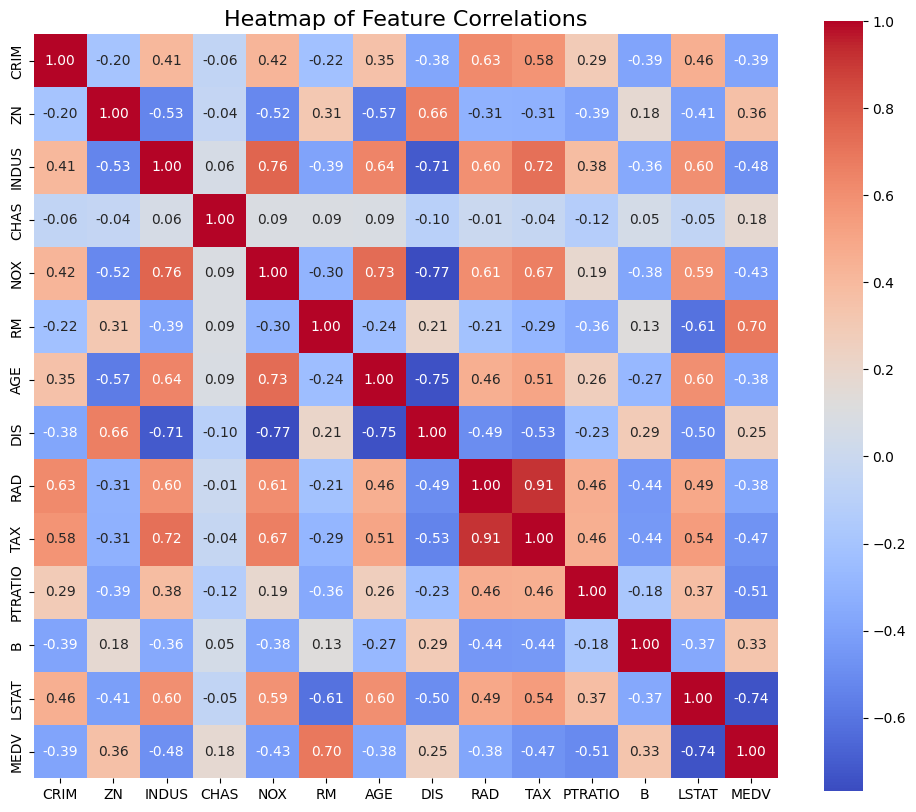 Heatmap of Feature Correlations
CRIM 1.00 -0.20 0.41 -0.06 0.42 -0.22 0.35 -0.38 0.63 0.58 0.29 -0.39 0.46 -0.39
ZN -0.20 1.00 -0.53 -0.04 -0.52 0.31 -0.57 0.66 -0.31 -0.31 -0.39 0.18 -0.41 0.36
INDUS 0.41 -0.53 1.00 0.06 0.76 -0.39 0.64 -0.71 0.60 0.72 0.38 -0.36 0.60 -0.48
CHAS -0.06 -0.04 0.06 1.00 0.09 0.09 0.09 -0.10 -0.01 -0.04 -0.12 0.05 -0.05 0.18
NOX 0.42 -0.52 0.76 0.09 1.00 -0.30 0.73 -0.77 0.61 0.67 0.19 -0.38 0.59 -0.43
RM -0.22 0.31 -0.39 0.09 -0.30 1.00 -0.24 0.21 -0.21 -0.29 -0.36 0.13 -0.61 0.70
AGE 0.35 -0.57 0.64 0.09 0.73 -0.24 1.00 -0.75 0.46 0.51 0.26 -0.27 0.60 -0.38
DIS -0.38 0.66 -0.71 -0.10 -0.77 0.21 -0.75 1.00 -0.49 -0.53 -0.23 0.29 -0.50 0.25
RAD 0.63 -0.31 0.60 -0.01 0.61 -0.21 0.46 -0.49 1.00 0.91 0.46 -0.44 0.49 -0.38
TAX 0.58 -0.31 0.72 -0.04 0.67 -0.29 0.51 -0.53 0.91 1.00 0.46 -0.44 0.54 -0.47
PTRATIO 0.29 -0.39 0.38 -0.12 0.19 -0.36 0.26 -0.23 0.46 0.46 1.00 -0.18 0.37 -0.51
B -0.39 0.18 -0.36 0.05 -0.38 0.13 -0.27 0.29 -0.44 -0.44 -0.18 1.00 -0.37 0.33
LSTAT 0.46 -0.41 0.60 -0.05 0.59 -0.61 0.60 -0.50 0.49 0.54 0.37 -0.37 1.00 -0.74
MEDV -0.39 0.36 -0.48 0.18 -0.43 0.70 -0.38 0.25 -0.38 -0.47 -0.51 0.33 -0.74 1.00
CRIM ZN INDUS CHAS NOX RM AGE DIS RAD TAX PTRATIO B LSTAT MEDV
1.0
0.8
0.6
0.4
0.2
0.0
−0.2
−0.4
−0.6